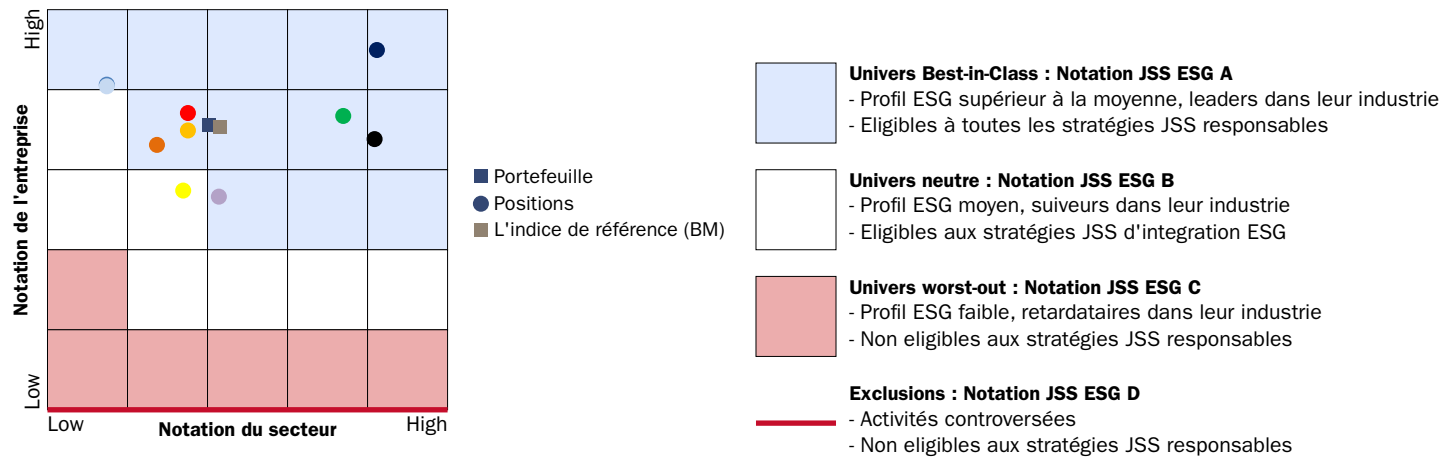 High
Notation de l'entreprise
Low
Low
Notation du secteur
High
Portefeuille
Positions
L'indice de référence (BM)
Univers Best-in-Class : Notation JSS ESG A
- Profil ESG supérieur à la moyenne, leaders dans leur industrie
- Eligibles à toutes les stratégies JSS responsables
Univers neutre : Notation JSS ESG B
- Profil ESG moyen, suiveurs dans leur industrie
- Eligibles aux stratégies JSS d'integration ESG
Univers worst-out : Notation JSS ESG C
- Profil ESG faible, retardataires dans leur industrie
- Non eligibles aux stratégies JSS responsables
Exclusions : Notation JSS ESG D
- Activités controversées
- Non eligibles aux stratégies JSS responsables